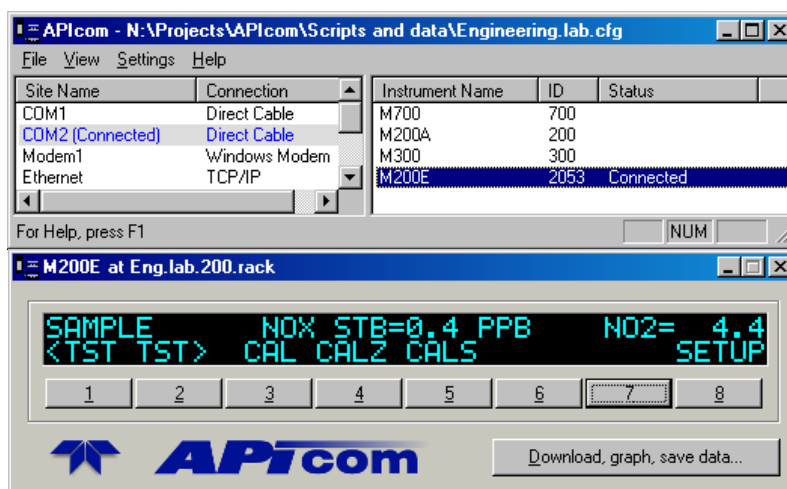 APIcom - N:\Projects\APIcom\Scripts and data\Engineering.lab.cfg
File View Settings Help
Site Name Connection Instrument Name ID Status
COM1 Direct Cable M700 700
COM2 (Connected) Direct Cable M200A 200
Modem1 Windows Modem M300 300
Ethernet TCP/IP M200E 2053 Connected
For Help, press F1 NUM
M200E at Eng.lab.200.rack
SAMPLE NOX STB=0.4 PPB NO2= 4.4
<TST TST> CAL CALZ CALS SETUP
1 2 3 4 5 6 7 8
APIcom Download, graph, save data...